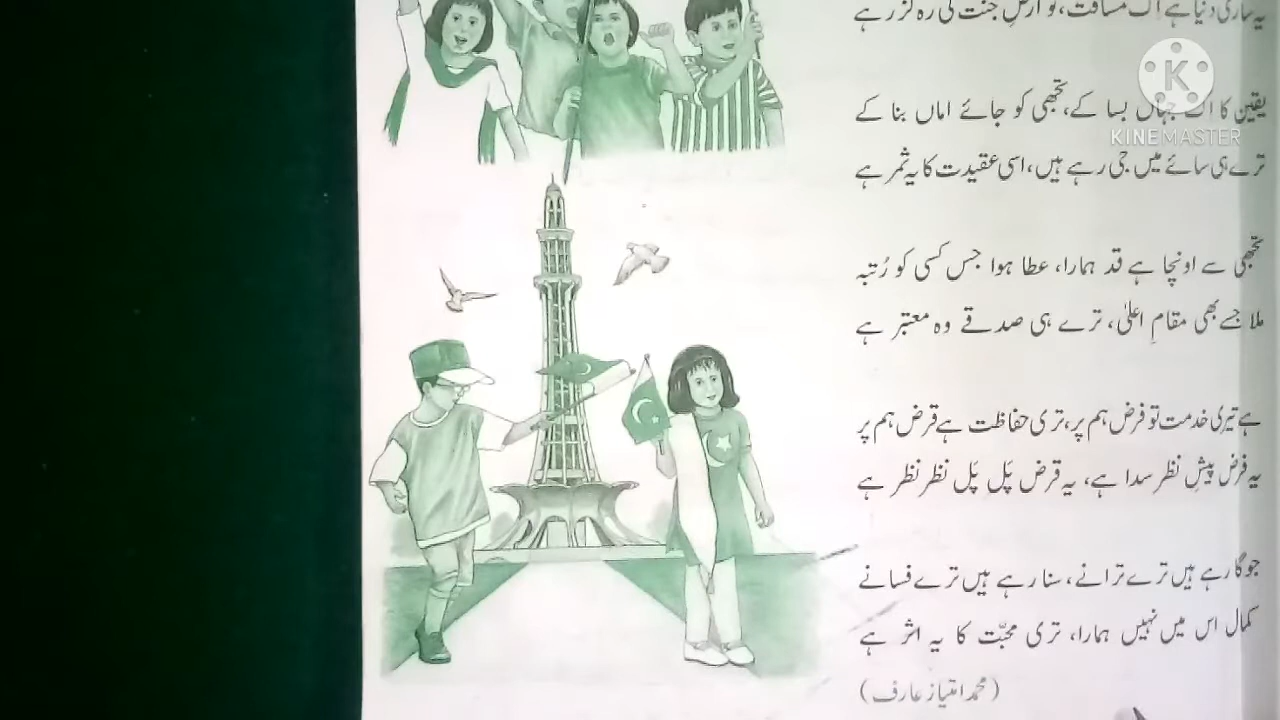 یہ ساری دنیا ہے اک مسافت، تو ارضِ جنت کی رہ گزر ہے
یقین کا اک جہاں بسا کے، تجھی کو جائے اماں بنا کے
ترے ہی سائے میں جی رہے ہیں، اسی عقیدت کا یہ ثمر ہے
تجھی سے اونچا ہے قد ہمارا، عطا ہوا جس کسی کو رُتبہ
ملا جسے بھی مقامِ اعلیٰ، ترے ہی صدقے وہ معتبر ہے
ہے تیری خدمت تو فرض ہم پر، تری حفاظت ہے قرض ہم پر
یہ فرض پیشِ نظر سدا ہے، یہ قرض پَل پَل نظر نظر ہے
جو گا رہے ہیں ترے ترانے، سنا رہے ہیں ترے فسانے
کمال اس میں نہیں ہمارا، تری محبّت کا یہ اثر ہے
(محمد امتیاز عارف)
K
KINEMASTER